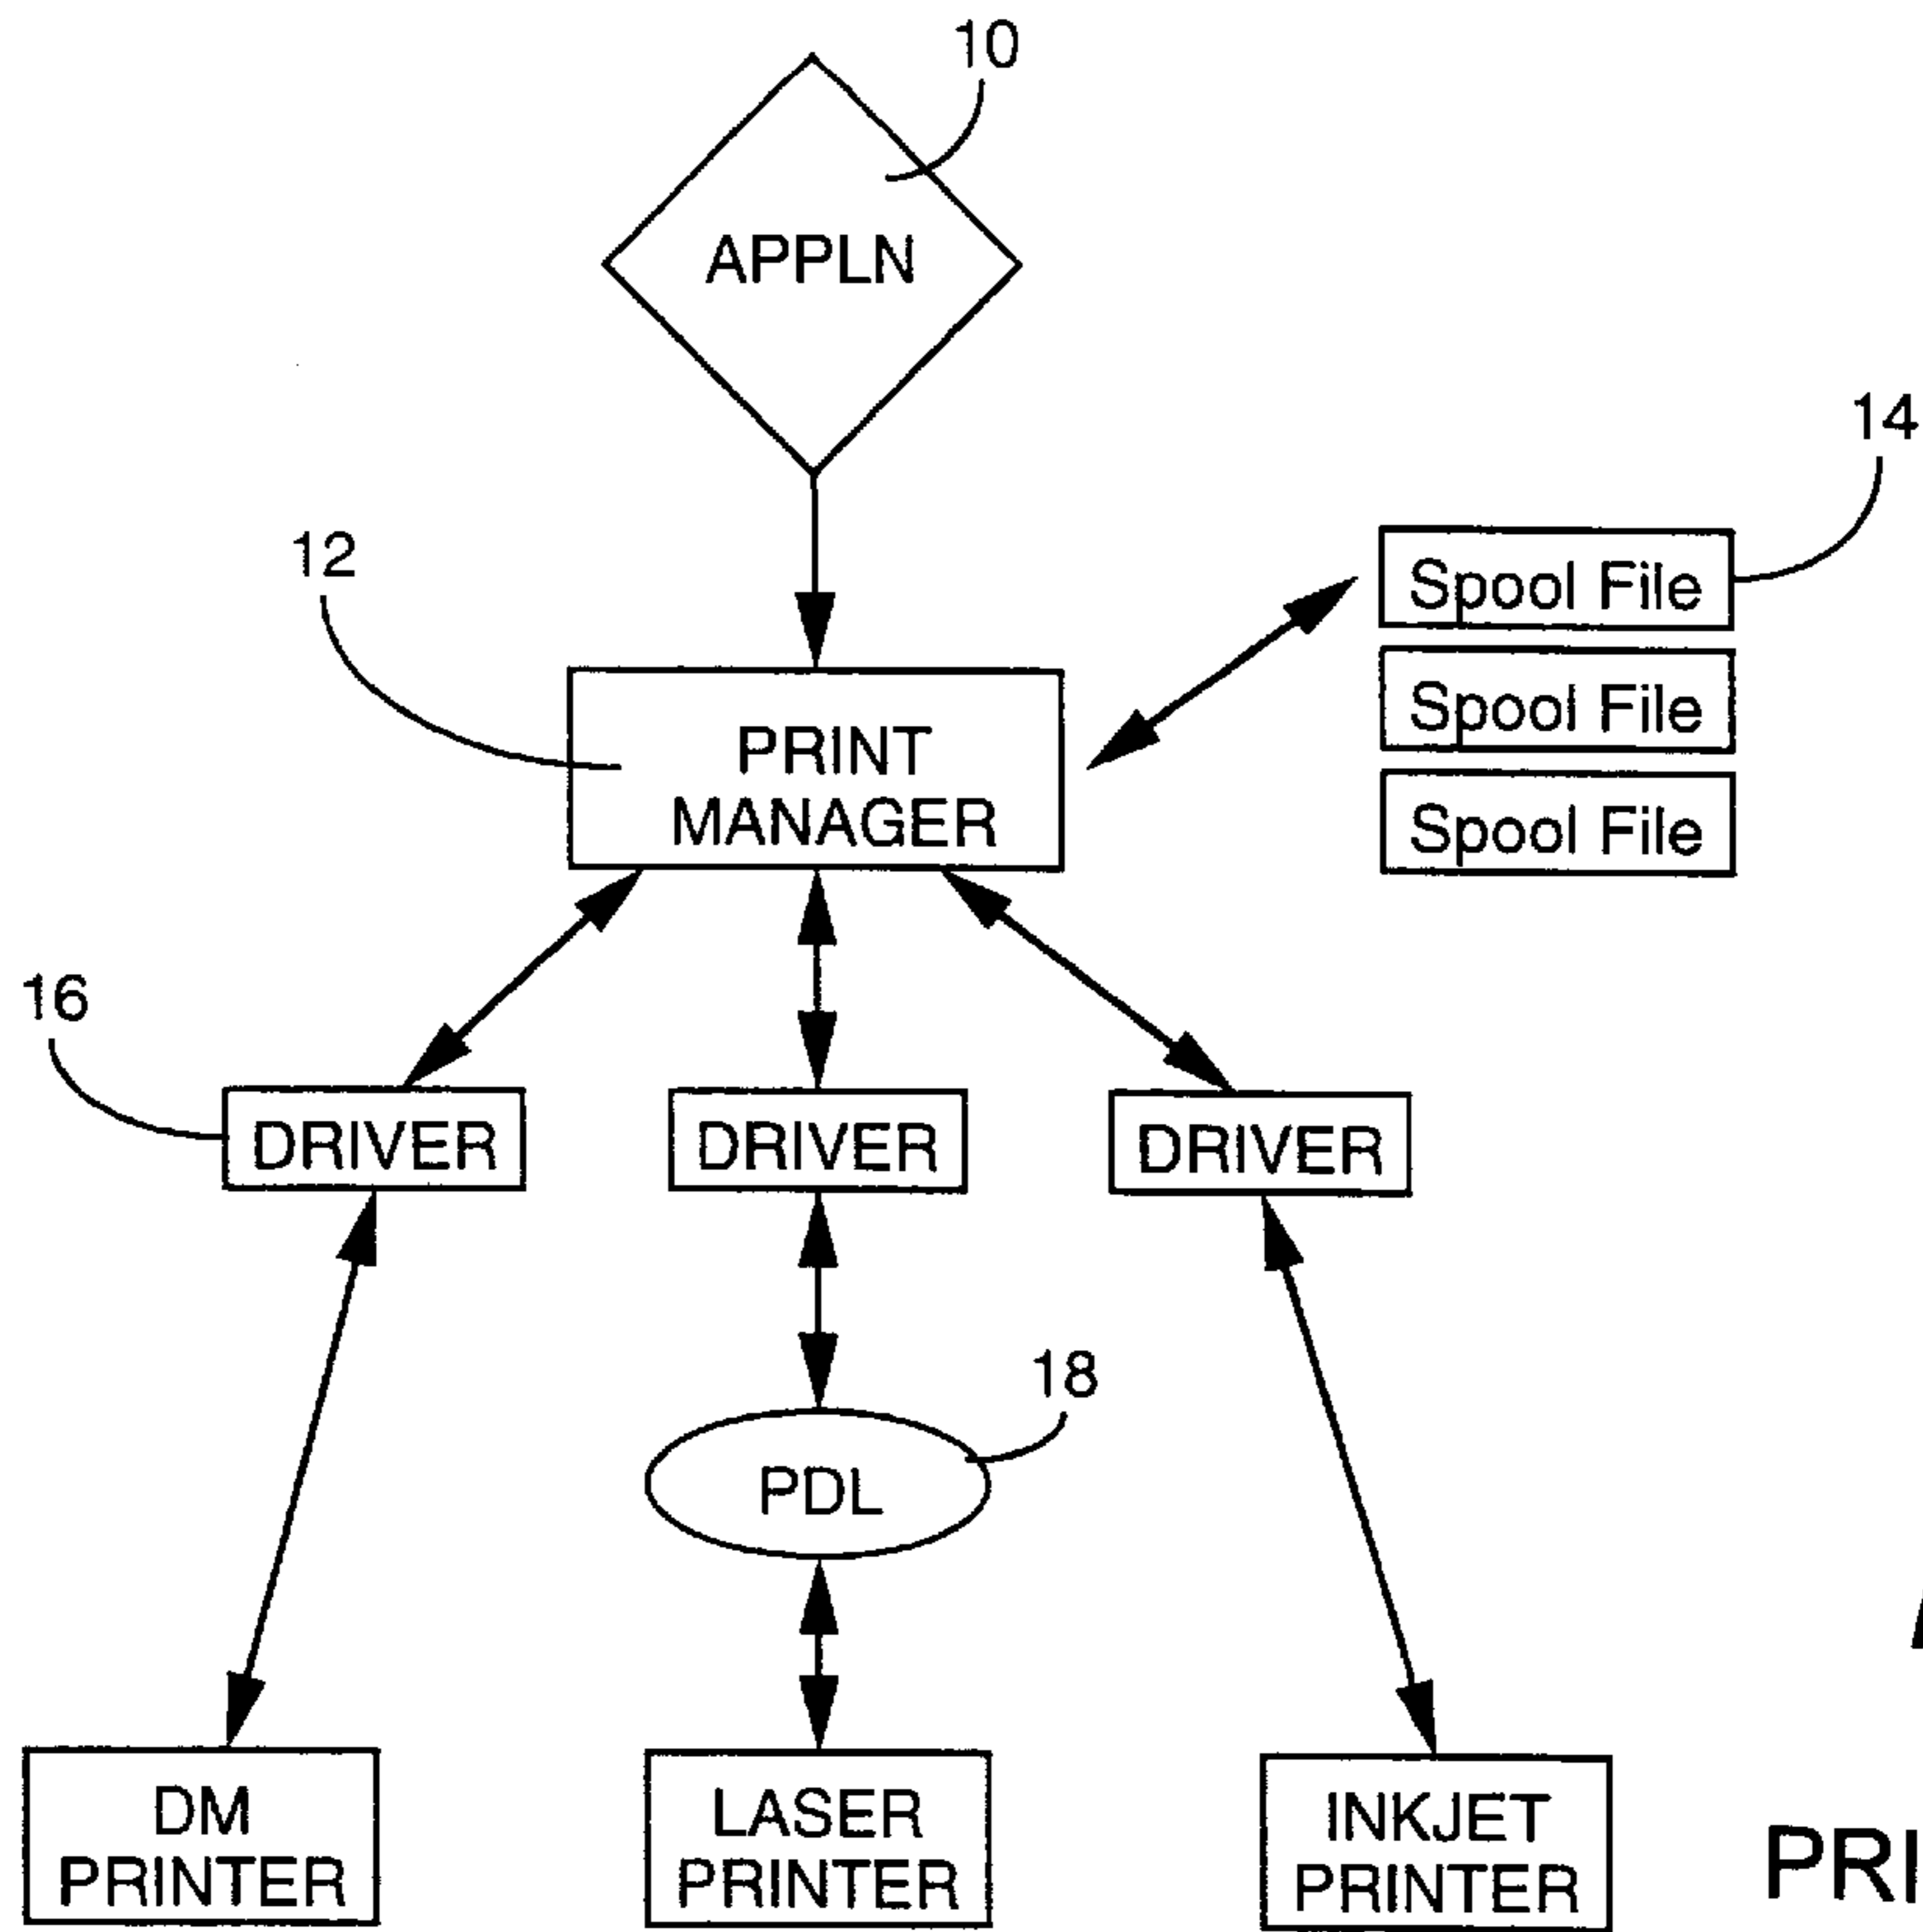 10
APPLN
14
12
Spool File
PRINT
MANAGER
Spool File
Spool File
16
DRIVER
DRIVER
DRIVER
18
PDL
DM
PRINTER
LASER
PRINTER
INKJET
PRINTER
PRI